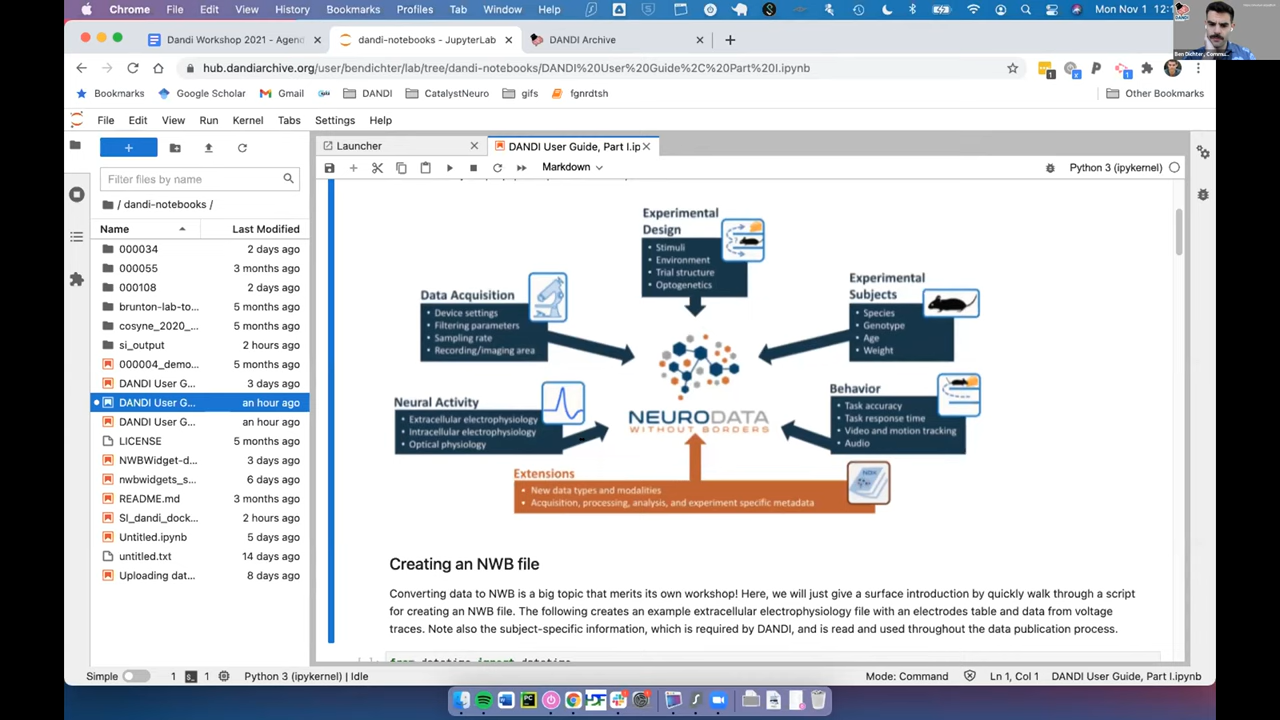 Chrome File Edit View History Bookmarks Profiles Tab Window Help
Mon Nov 1
Dandi Workshop 2021 - Agen
dandi-notebooks - JupyterLab
DANDI Archive
hub.dandiarchive.org/user/bendichter/lab/tree/dandi-notebooks/DANDI%20User%20Guide%2C%20Part%20I.ipynb
Bookmarks Google Scholar Gmail DANDI CatalystNeuro gifs fgnrdtsh Other Bookmarks
File Edit View Run Kernel Tabs Settings Help
Launcher
DANDI User Guide, Part I.ip
Markdown
Python 3 (ipykernel)
Filter files by name
/ dandi-notebooks /
Name Last Modified
000034 2 days ago
000055 3 months ago
000108 2 days ago
brunton-lab-to... 5 months ago
cosyne_2020_... 5 months ago
si_output 2 hours ago
000004_demo... 5 months ago
DANDI User G... 3 days ago
DANDI User G... an hour ago
DANDI User G... an hour ago
LICENSE 6 months ago
NWBWidget-d... 3 days ago
nwbwidgets_s... 6 days ago
README.md 3 months ago
SI_dandi_dock... 2 hours ago
Untitled.ipynb 5 days ago
untitled.txt 14 days ago
Uploading dat... 8 days ago
Experimental
Design
• Stimuli
• Environment
• Trial structure
• Optogenetics
Data Acquisition
• Device settings
• Filtering parameters
• Sampling rate
• Recording/imaging area
Experimental
Subjects
• Species
• Genotype
• Age
• Weight
Neural Activity
• Extracellular electrophysiology
• Intracellular electrophysiology
• Optical physiology
NEURODATA
WITHOUT BORDERS
Behavior
• Task accuracy
• Task response time
• Video and motion tracking
• Audio
Extensions
• New data types and modalities
• Acquisition, processing, analysis, and experiment specific metadata
Creating an NWB file
Converting data to NWB is a big topic that merits its own workshop! Here, we will just give a surface introduction by quickly walk through a script
for creating an NWB file. The following creates an example extracellular electrophysiology file with an electrodes table and data from voltage
traces. Note also the subject-specific information, which is required by DANDI, and is read and used throughout the data publication process.
from datetime import datetime
Simple 1 1 Python 3 (ipykernel) | Idle
Mode: Command Ln 1, Col 1 DANDI User Guide, Part I.ipynb